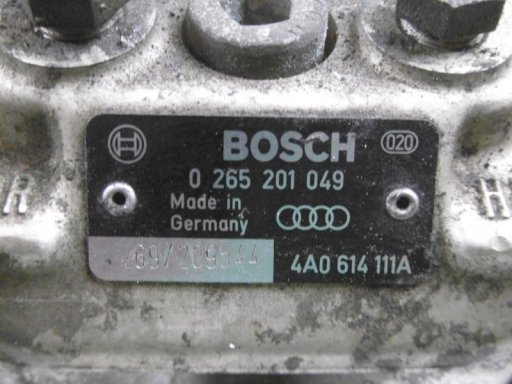 BOSCH 020
0 265 201 049
Made in
Germany
4A0 614 111A
R
H